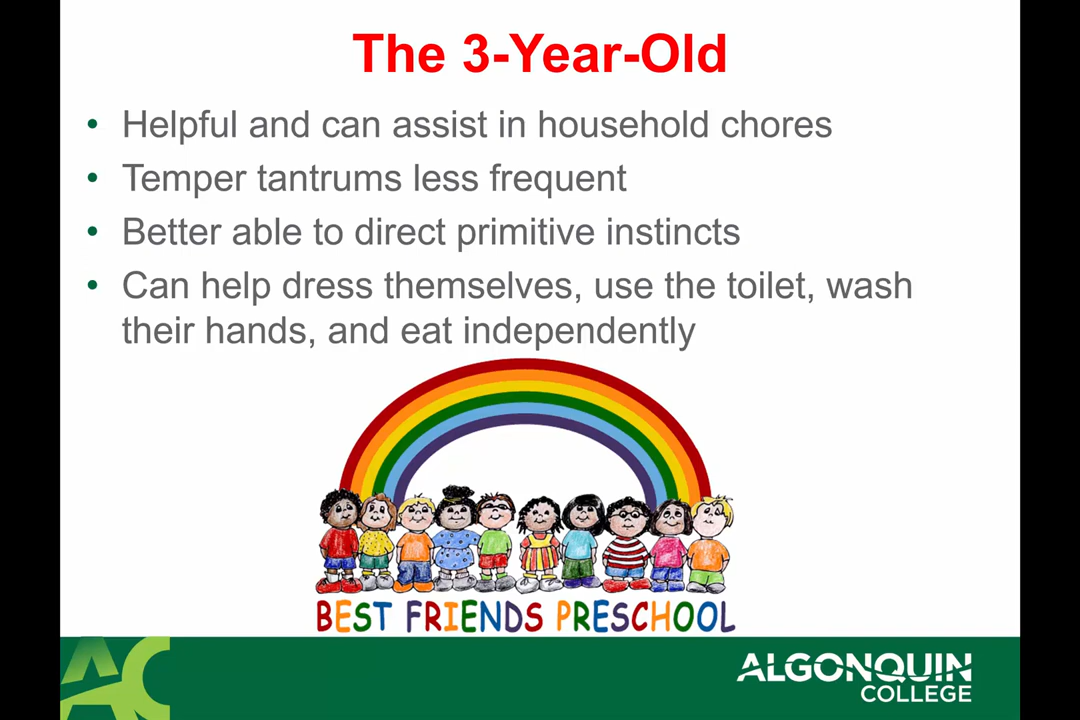 The 3-Year-Old
• Helpful and can assist in household chores
• Temper tantrums less frequent
• Better able to direct primitive instincts
• Can help dress themselves, use the toilet, wash
their hands, and eat independently
BEST FRIENDS PRESCHOOL
AC
ALGONQUIN
COLLEGE